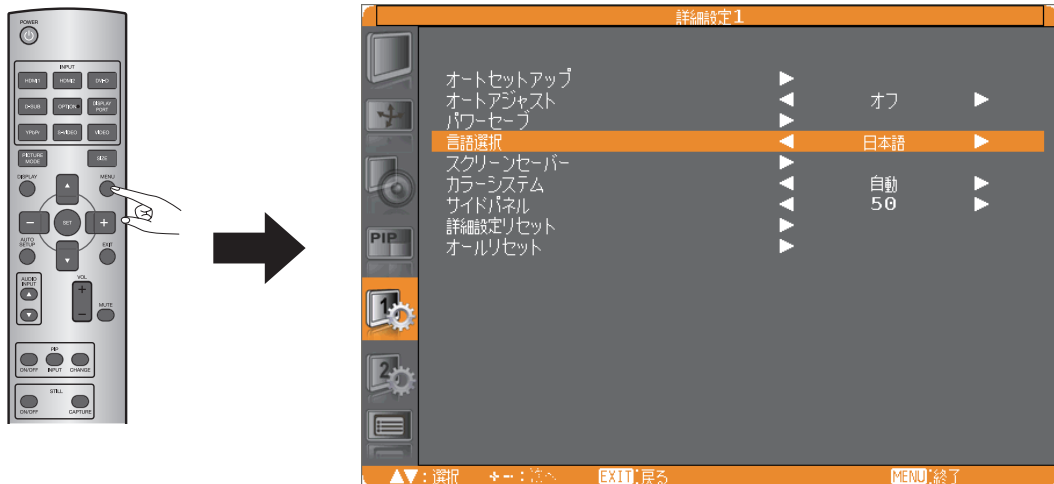 POWER
INPUT
HDMI1 HDMI2 DVI-D
D-SUB OPTION DISPLAY PORT
YPbPr S-VIDEO VIDEO
PICTURE MODE SIZE
DISPLAY MENU
SET
AUTO SETUP EXIT
AUDIO INPUT VOL
MUTE
PIP
ON/OFF INPUT CHANGE
STILL
ON/OFF CAPTURE
詳細設定1
オートセットアップ
オートアジャスト オフ
パワーセーブ
言語選択 日本語
スクリーンセーバー
カラーシステム 自動
サイドパネル 50
詳細設定リセット
オールリセット
PIP
1
2
▲▼:選択 +-:次へ EXIT:戻る MENU:終了